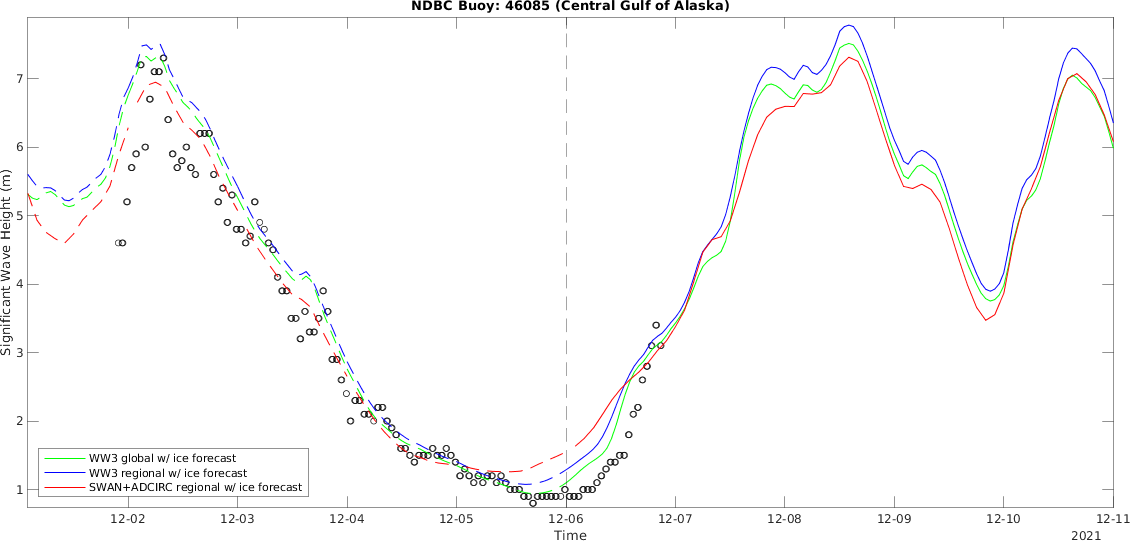 NDBC Buoy: 46085 (Central Gulf of Alaska)
Significant Wave Height (m)
7
6
5
4
3
2
1
WW3 global w/ ice forecast
WW3 regional w/ ice forecast
SWAN+ADCIRC regional w/ ice forecast
12-02 12-03 12-04 12-05 12-06 12-07 12-08 12-09 12-10 12-11
Time
2021